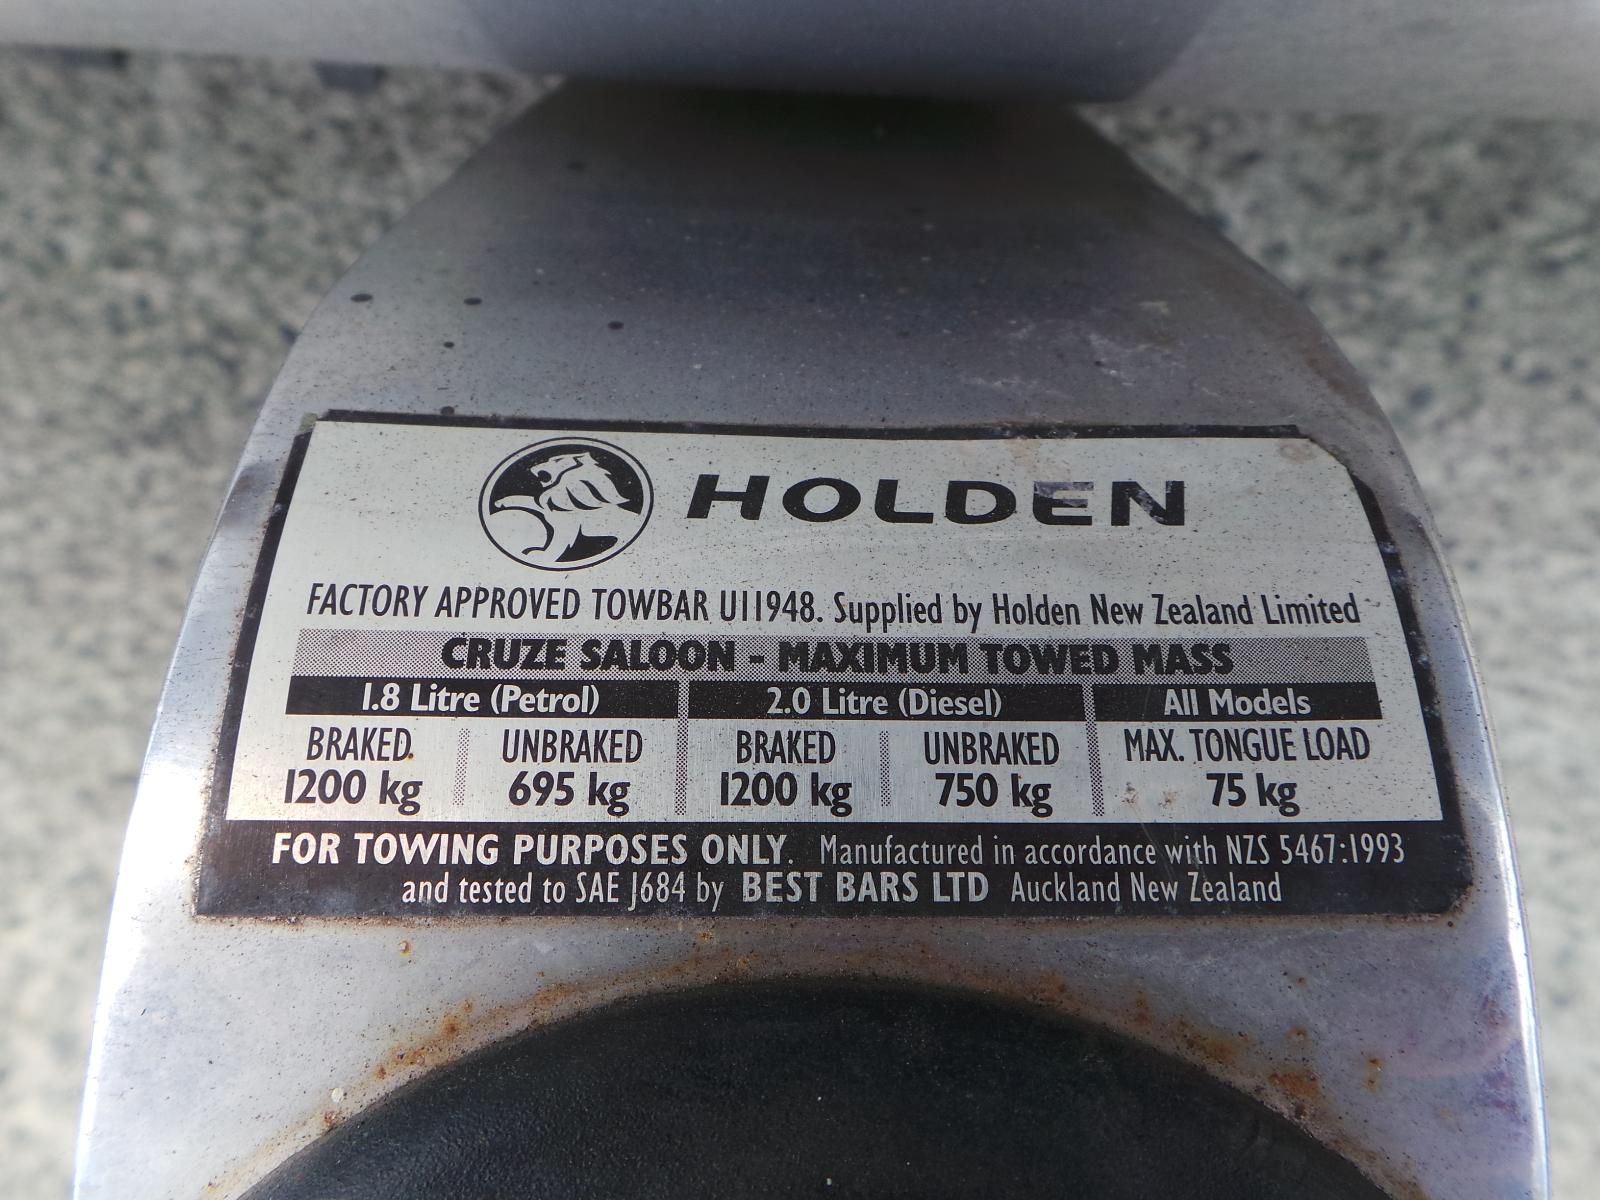 HOLDEN
FACTORY APPROVED TOWBAR U11948. Supplied by Holden New Zealand Limited
CRUZE SALOON - MAXIMUM TOWED MASS
1.8 Litre (Petrol) 2.0 Litre (Diesel) All Models
BRAKED UNBRAKED BRAKED UNBRAKED MAX. TONGUE LOAD
1200 kg 695 kg 1200 kg 750 kg 75 kg
FOR TOWING PURPOSES ONLY. Manufactured in accordance with NZS 5467:1993
and tested to SAE J684 by BEST BARS LTD Auckland New Zealand